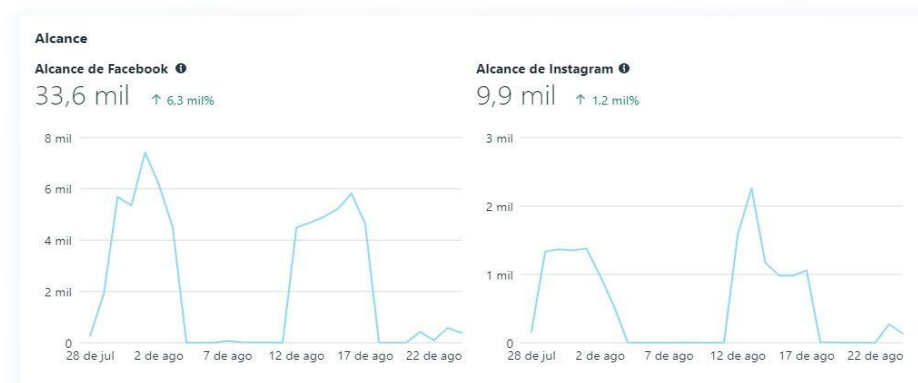 Alcance
Alcance de Facebook
33,6 mil ↑ 6,3 mil%
8 mil
6 mil
4 mil
2 mil
0
28 de jul 2 de ago 7 de ago 12 de ago 17 de ago 22 de ago
Alcance de Instagram
9,9 mil ↑ 1,2 mil%
3 mil
2 mil
1 mil
0
28 de jul 2 de ago 7 de ago 12 de ago 17 de ago 22 de ago